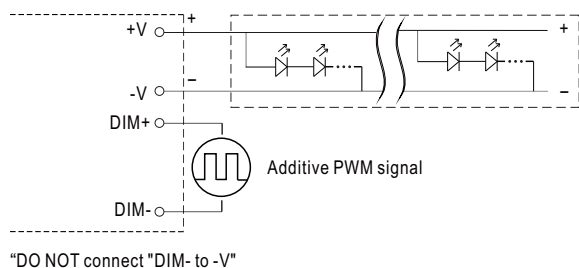 +
+V
+
−
-V
−
DIM+
Additive PWM signal
DIM-
“DO NOT connect "DIM- to -V"